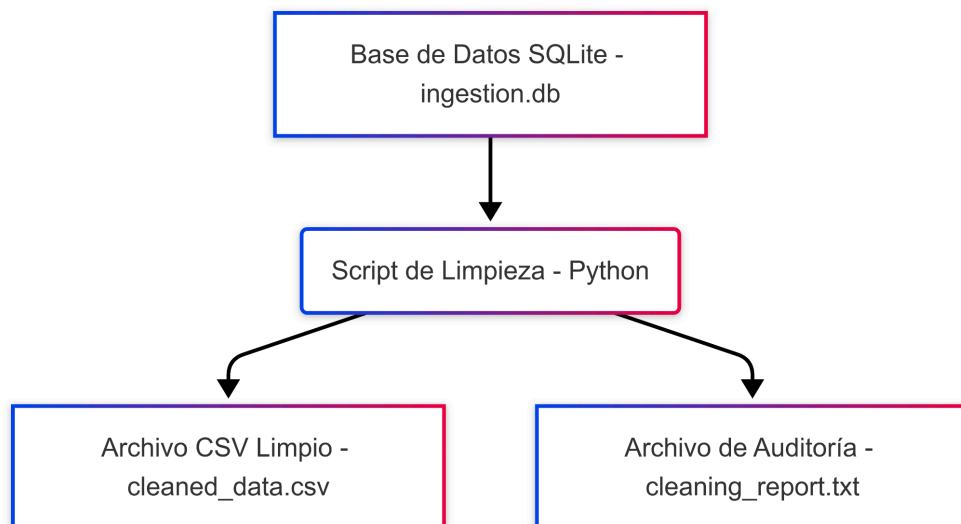 Base de Datos SQLite -
ingestion.db
Script de Limpieza - Python
Archivo CSV Limpio -
cleaned_data.csv
Archivo de Auditoría -
cleaning_report.txt